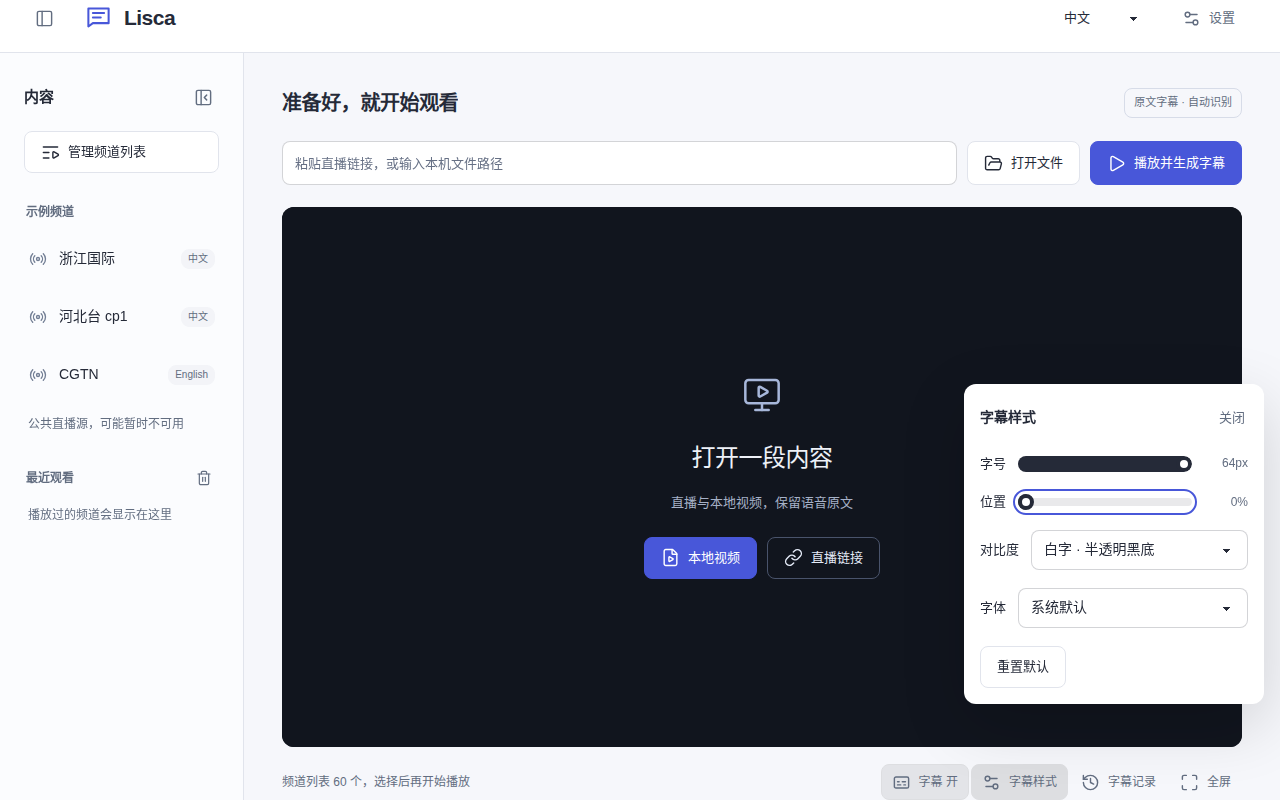 Lisca
中文
设置
内容
管理频道列表
示例频道
浙江国际 中文
河北台 cp1 中文
CGTN English
公共直播源，可能暂时不可用
最近观看
播放过的频道会显示在这里
准备好，就开始观看
原文字幕 · 自动识别
粘贴直播链接，或输入本机文件路径
打开文件
播放并生成字幕
打开一段内容
直播与本地视频，保留语音原文
本地视频
直播链接
字幕样式 关闭
字号 64px
位置 0%
对比度 白字 · 半透明黑底
字体 系统默认
重置默认
频道列表 60 个，选择后再开始播放
字幕 开
字幕样式
字幕记录
全屏